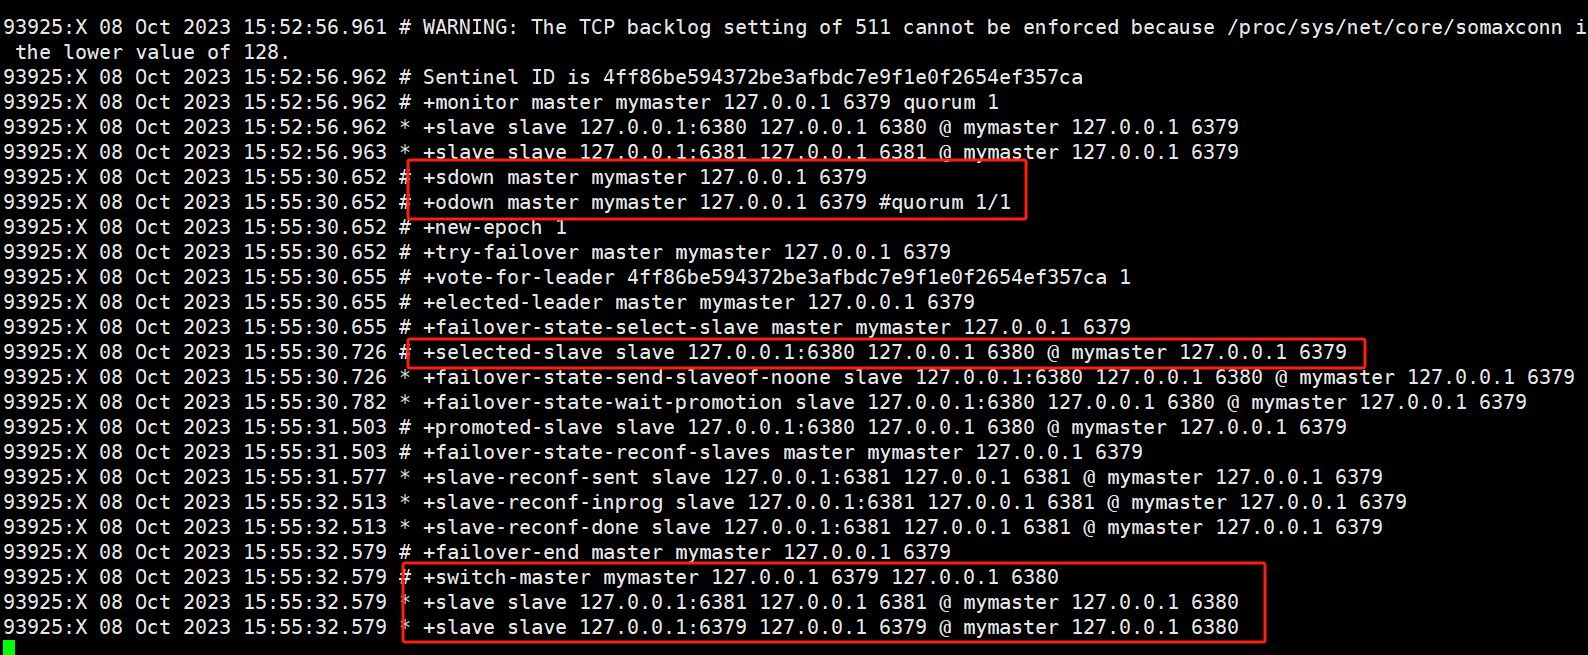 93925:X 08 Oct 2023 15:52:56.961 # WARNING: The TCP backlog setting of 511 cannot be enforced because /proc/sys/net/core/somaxconn i
 the lower value of 128.
93925:X 08 Oct 2023 15:52:56.962 # Sentinel ID is 4ff86be594372be3afbdc7e9f1e0f2654ef357ca
93925:X 08 Oct 2023 15:52:56.962 # +monitor master mymaster 127.0.0.1 6379 quorum 1
93925:X 08 Oct 2023 15:52:56.962 * +slave slave 127.0.0.1:6380 127.0.0.1 6380 @ mymaster 127.0.0.1 6379
93925:X 08 Oct 2023 15:52:56.963 * +slave slave 127.0.0.1:6381 127.0.0.1 6381 @ mymaster 127.0.0.1 6379
93925:X 08 Oct 2023 15:55:30.652 # +sdown master mymaster 127.0.0.1 6379
93925:X 08 Oct 2023 15:55:30.652 # +odown master mymaster 127.0.0.1 6379 #quorum 1/1
93925:X 08 Oct 2023 15:55:30.652 # +new-epoch 1
93925:X 08 Oct 2023 15:55:30.652 # +try-failover master mymaster 127.0.0.1 6379
93925:X 08 Oct 2023 15:55:30.655 # +vote-for-leader 4ff86be594372be3afbdc7e9f1e0f2654ef357ca 1
93925:X 08 Oct 2023 15:55:30.655 # +elected-leader master mymaster 127.0.0.1 6379
93925:X 08 Oct 2023 15:55:30.655 # +failover-state-select-slave master mymaster 127.0.0.1 6379
93925:X 08 Oct 2023 15:55:30.726 # +selected-slave slave 127.0.0.1:6380 127.0.0.1 6380 @ mymaster 127.0.0.1 6379
93925:X 08 Oct 2023 15:55:30.726 * +failover-state-send-slaveof-noone slave 127.0.0.1:6380 127.0.0.1 6380 @ mymaster 127.0.0.1 6379
93925:X 08 Oct 2023 15:55:30.782 * +failover-state-wait-promotion slave 127.0.0.1:6380 127.0.0.1 6380 @ mymaster 127.0.0.1 6379
93925:X 08 Oct 2023 15:55:31.503 # +promoted-slave slave 127.0.0.1:6380 127.0.0.1 6380 @ mymaster 127.0.0.1 6379
93925:X 08 Oct 2023 15:55:31.503 # +failover-state-reconf-slaves master mymaster 127.0.0.1 6379
93925:X 08 Oct 2023 15:55:31.577 * +slave-reconf-sent slave 127.0.0.1:6381 127.0.0.1 6381 @ mymaster 127.0.0.1 6379
93925:X 08 Oct 2023 15:55:32.513 * +slave-reconf-inprog slave 127.0.0.1:6381 127.0.0.1 6381 @ mymaster 127.0.0.1 6379
93925:X 08 Oct 2023 15:55:32.513 * +slave-reconf-done slave 127.0.0.1:6381 127.0.0.1 6381 @ mymaster 127.0.0.1 6379
93925:X 08 Oct 2023 15:55:32.579 # +failover-end master mymaster 127.0.0.1 6379
93925:X 08 Oct 2023 15:55:32.579 # +switch-master mymaster 127.0.0.1 6379 127.0.0.1 6380
93925:X 08 Oct 2023 15:55:32.579 * +slave slave 127.0.0.1:6381 127.0.0.1 6381 @ mymaster 127.0.0.1 6380
93925:X 08 Oct 2023 15:55:32.579 * +slave slave 127.0.0.1:6379 127.0.0.1 6379 @ mymaster 127.0.0.1 6380